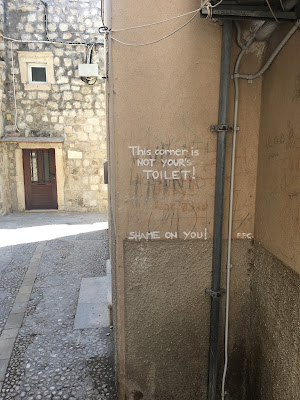 This corner is
NOT YOUR'S
TOILET!
SHAME ON YOU!
F.F.C.